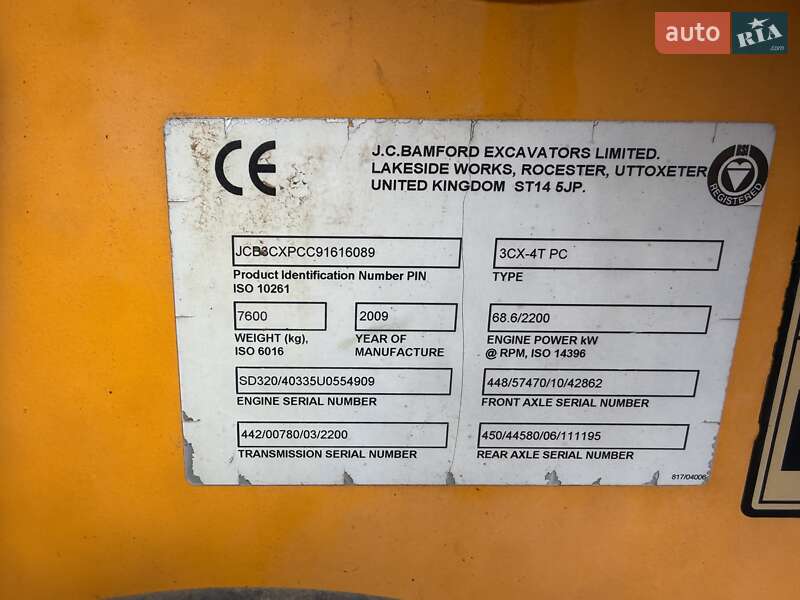 auto RIA
CE
J.C.BAMFORD EXCAVATORS LIMITED.
LAKESIDE WORKS, ROCESTER, UTTOXETER
UNITED KINGDOM ST14 5JP.
REGISTERED
JCB3CXPCC91616089
Product Identification Number PIN
ISO 10261
3CX-4T PC
TYPE
7600
WEIGHT (kg),
ISO 6016
2009
YEAR OF
MANUFACTURE
68.6/2200
ENGINE POWER kW
@ RPM, ISO 14396
SD320/40335U0554909
ENGINE SERIAL NUMBER
448/57470/10/42862
FRONT AXLE SERIAL NUMBER
442/00780/03/2200
TRANSMISSION SERIAL NUMBER
450/44580/06/111195
REAR AXLE SERIAL NUMBER
817/04006